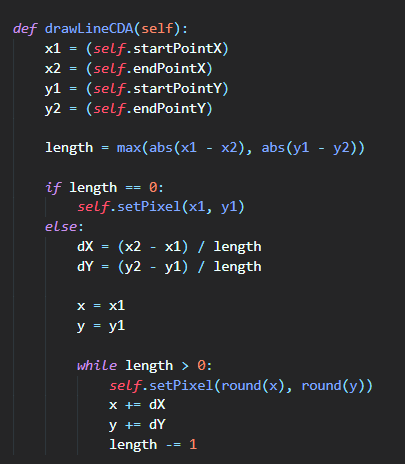 def drawLineCDA(self):
    x1 = (self.startPointX)
    x2 = (self.endPointX)
    y1 = (self.startPointY)
    y2 = (self.endPointY)

    length = max(abs(x1 - x2), abs(y1 - y2))

    if length == 0:
        self.setPixel(x1, y1)
    else:
        dX = (x2 - x1) / length
        dY = (y2 - y1) / length

        x = x1
        y = y1

        while length > 0:
            self.setPixel(round(x), round(y))
            x += dX
            y += dY
            length -= 1